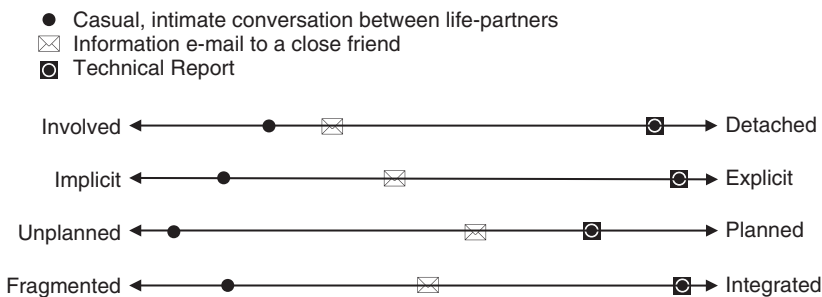 Casual, intimate conversation between life-partners
Information e-mail to a close friend
Technical Report
Involved Detached
Implicit Explicit
Unplanned Planned
Fragmented Integrated